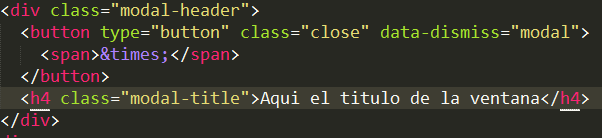 <div class="modal-header">
<button type="button" class="close" data-dismiss="modal">
<span>&times;</span>
</button>
<h4 class="modal-title">Aqui el titulo de la ventana</h4>
</div>